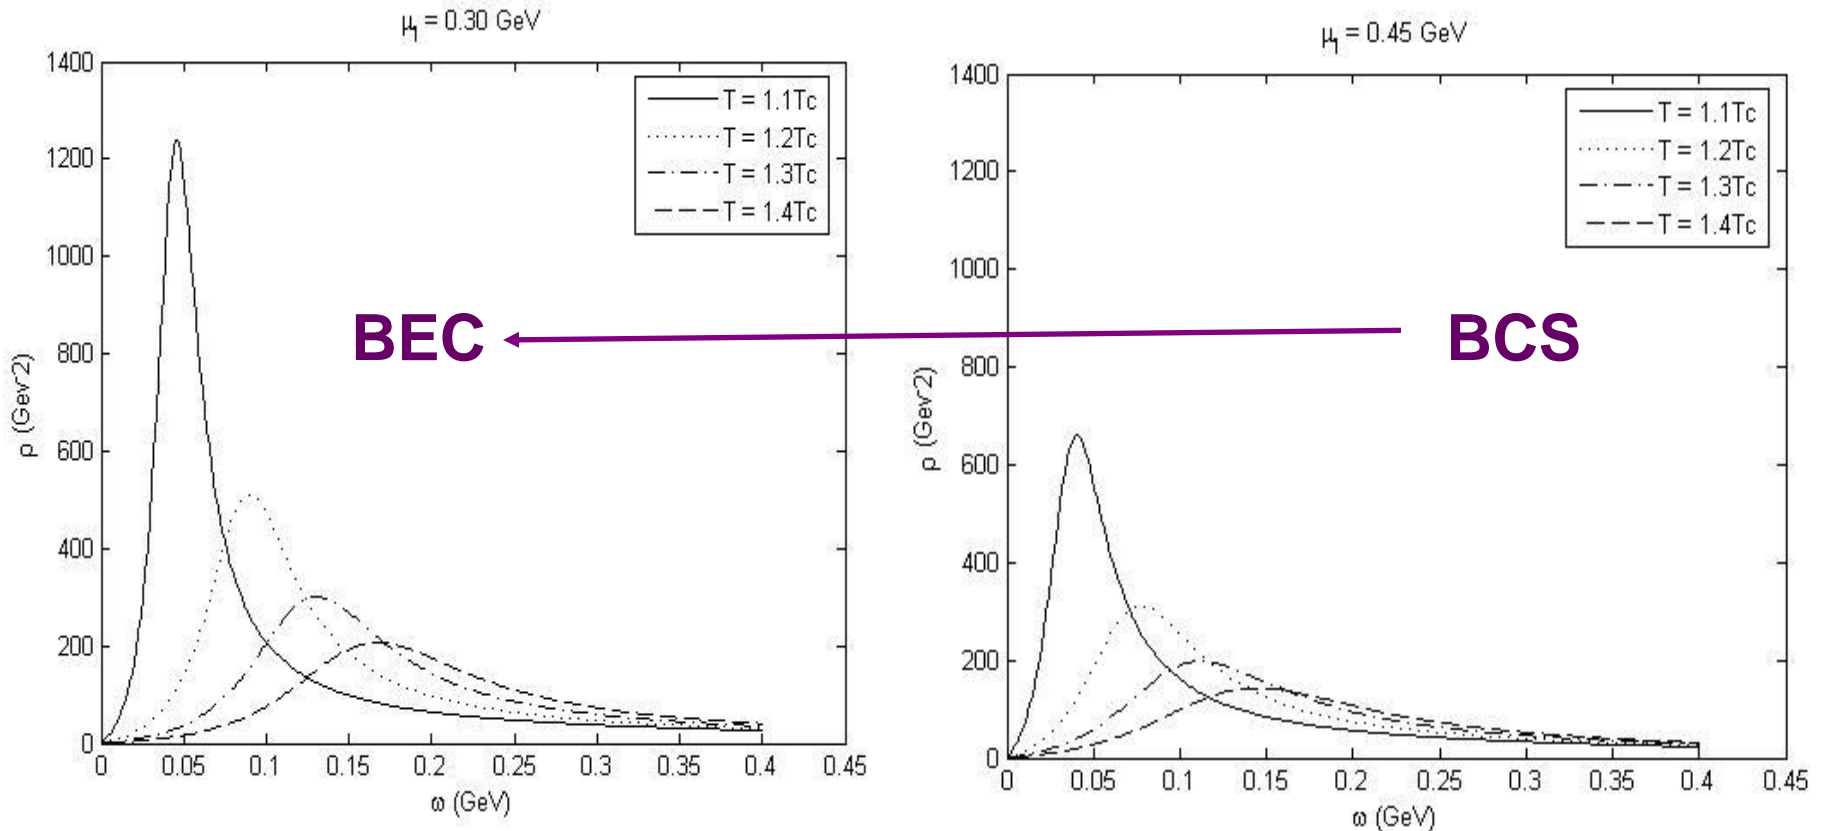 μ₁ = 0.30 GeV
1400
1200
1000
800
600
400
200
0
ρ (Gev^2)
T = 1.1Tc
T = 1.2Tc
T = 1.3Tc
T = 1.4Tc
0 0.05 0.1 0.15 0.2 0.25 0.3 0.35 0.4 0.45
ω (GeV)
BEC
BCS
μ₁ = 0.45 GeV
1400
1200
1000
800
600
400
200
0
ρ (Gev^2)
T = 1.1Tc
T = 1.2Tc
T = 1.3Tc
T = 1.4Tc
0 0.05 0.1 0.15 0.2 0.25 0.3 0.35 0.4 0.45
ω (GeV)